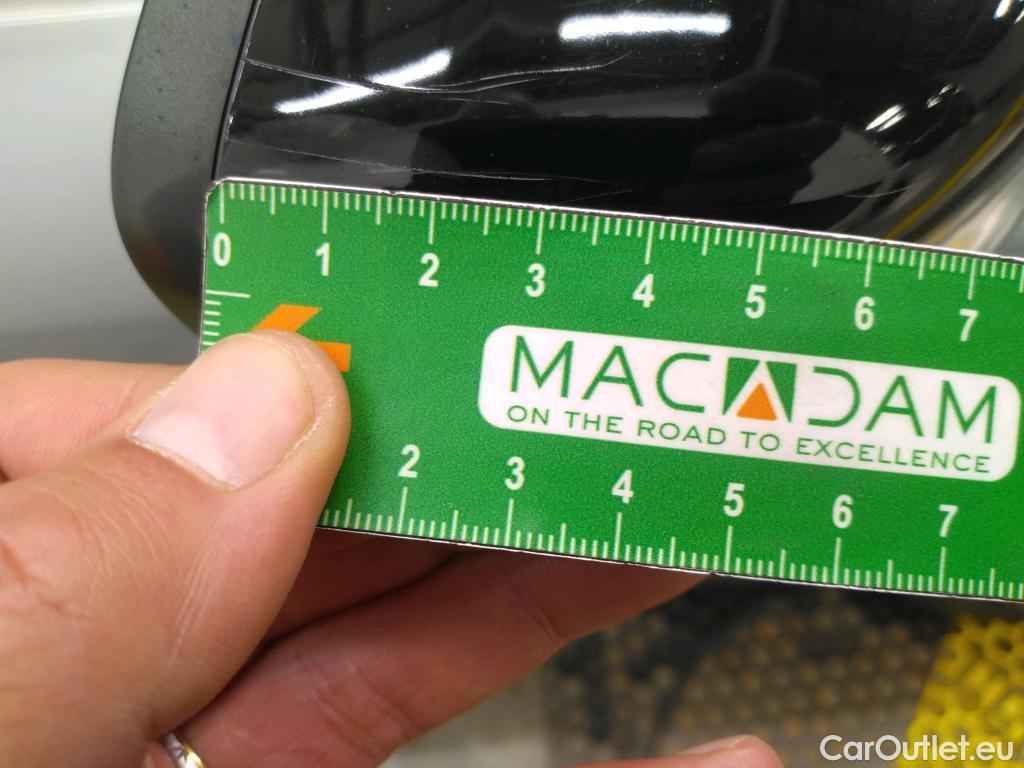 0 1 2 3 4 5 6 7
MACADAM
ON THE ROAD TO EXCELLENCE
2 3 4 5 6 7
CarOutlet.eu